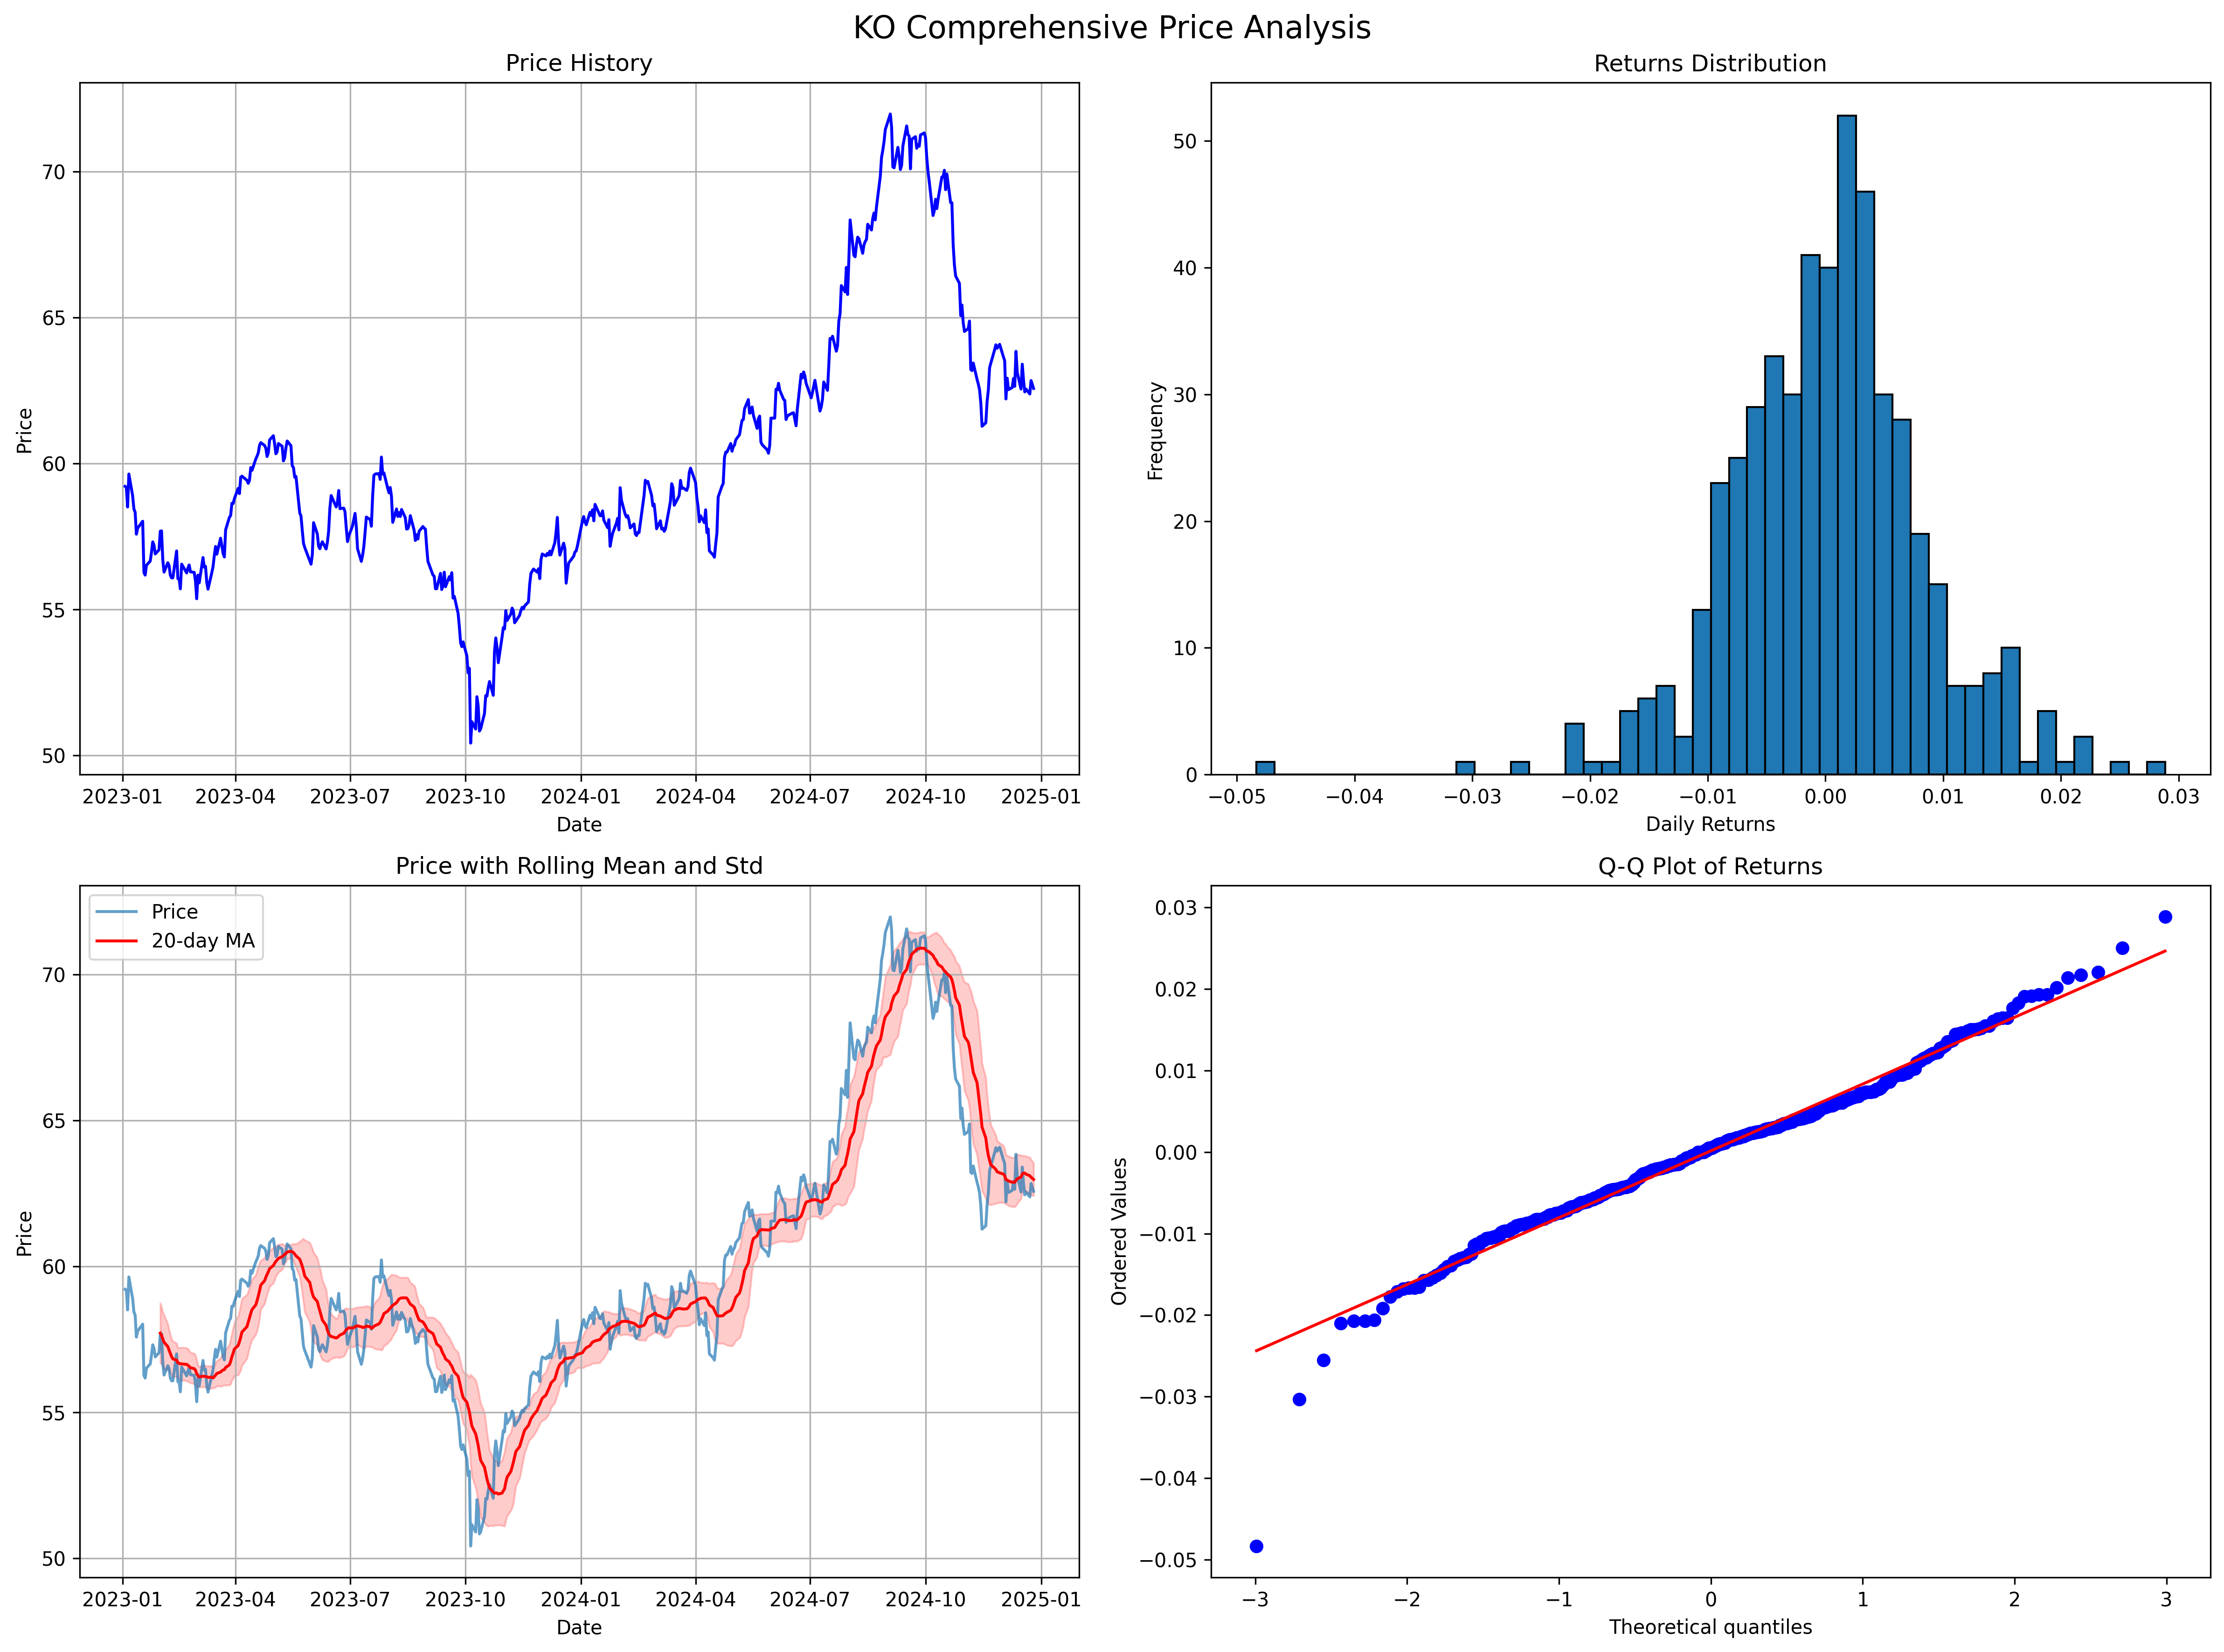 KO Comprehensive Price Analysis
Price History
Price
70
65
60
55
50
2023-01 2023-04 2023-07 2023-10 2024-01 2024-04 2024-07 2024-10 2025-01
Date
Returns Distribution
Frequency
50
40
30
20
10
0
−0.05 −0.04 −0.03 −0.02 −0.01 0.00 0.01 0.02 0.03
Daily Returns
Price with Rolling Mean and Std
Price
20-day MA
Price
70
65
60
55
50
2023-01 2023-04 2023-07 2023-10 2024-01 2024-04 2024-07 2024-10 2025-01
Date
Q-Q Plot of Returns
Ordered Values
0.03
0.02
0.01
0.00
−0.01
−0.02
−0.03
−0.04
−0.05
−3 −2 −1 0 1 2 3
Theoretical quantiles